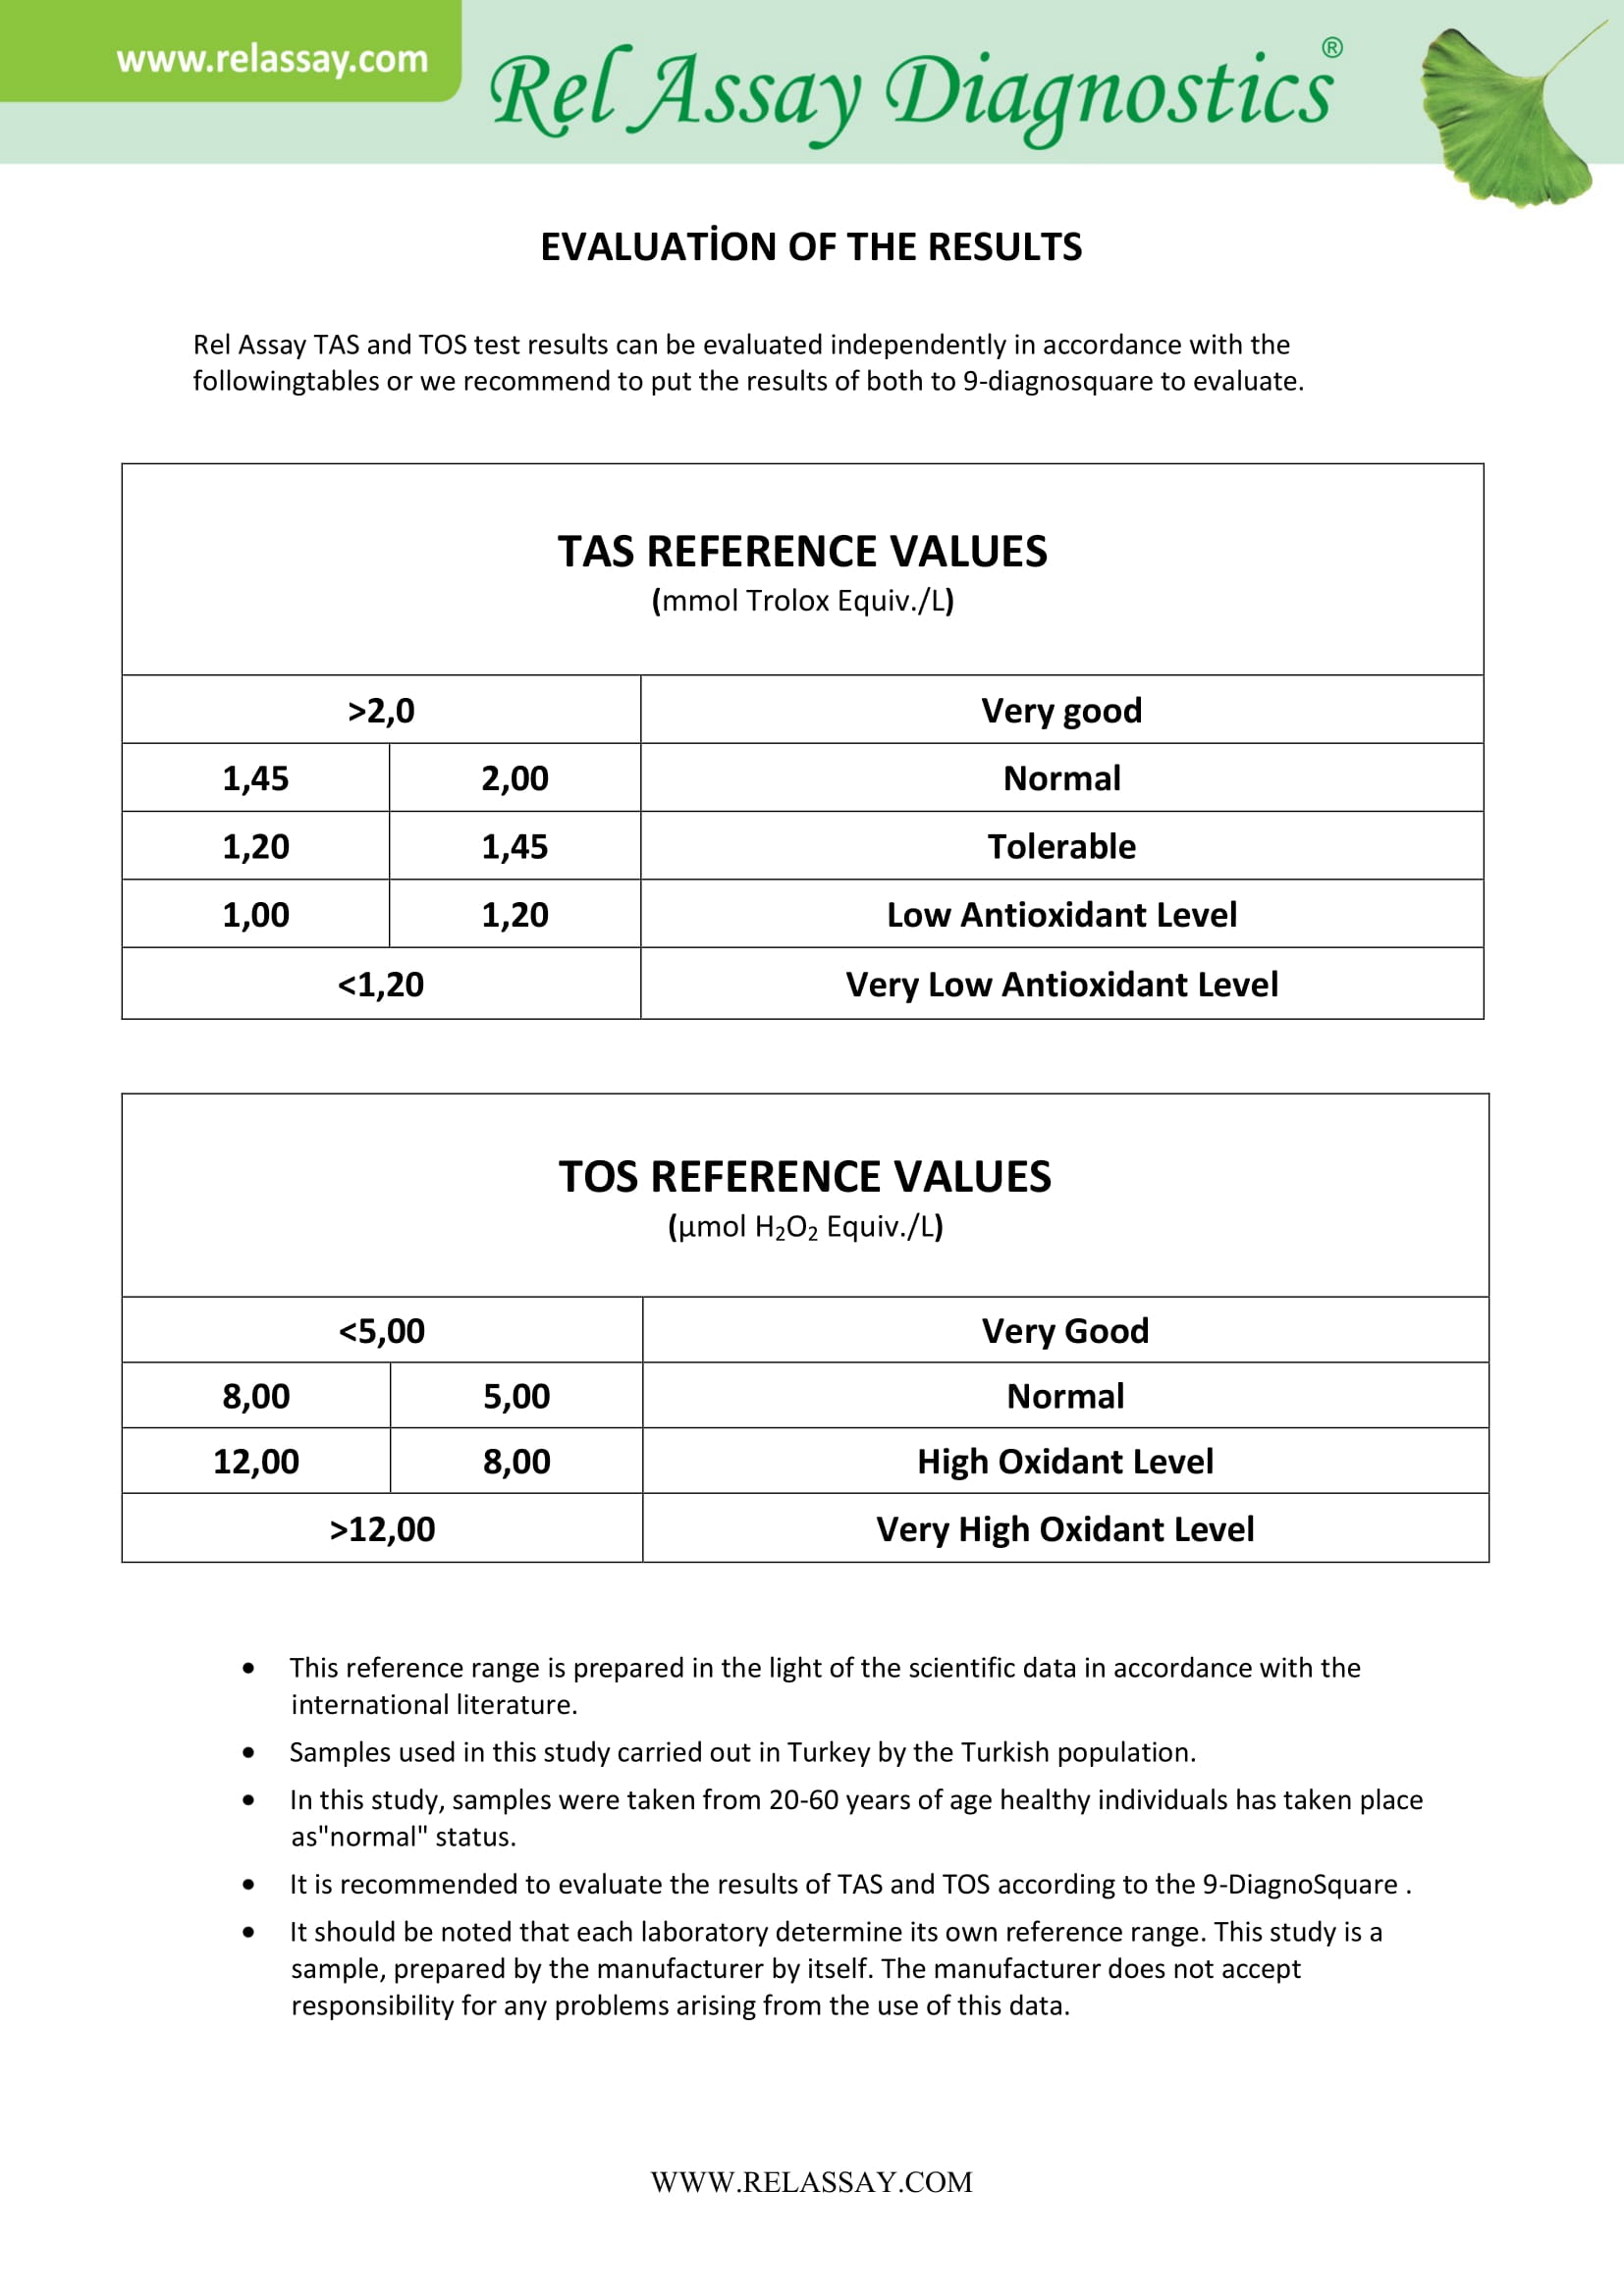 www.relassay.com
Rel Assay Diagnostics®
EVALUATİON OF THE RESULTS
Rel Assay TAS and TOS test results can be evaluated independently in accordance with the
followingtables or we recommend to put the results of both to 9-diagnosquare to evaluate.
TAS REFERENCE VALUES
(mmol Trolox Equiv./L)
>2,0 Very good
1,45 2,00 Normal
1,20 1,45 Tolerable
1,00 1,20 Low Antioxidant Level
<1,20 Very Low Antioxidant Level
TOS REFERENCE VALUES
(µmol H₂O₂ Equiv./L)
<5,00 Very Good
8,00 5,00 Normal
12,00 8,00 High Oxidant Level
>12,00 Very High Oxidant Level
• This reference range is prepared in the light of the scientific data in accordance with the
international literature.
• Samples used in this study carried out in Turkey by the Turkish population.
• In this study, samples were taken from 20-60 years of age healthy individuals has taken place
as"normal" status.
• It is recommended to evaluate the results of TAS and TOS according to the 9-DiagnoSquare .
• It should be noted that each laboratory determine its own reference range. This study is a
sample, prepared by the manufacturer by itself. The manufacturer does not accept
responsibility for any problems arising from the use of this data.
WWW.RELASSAY.COM